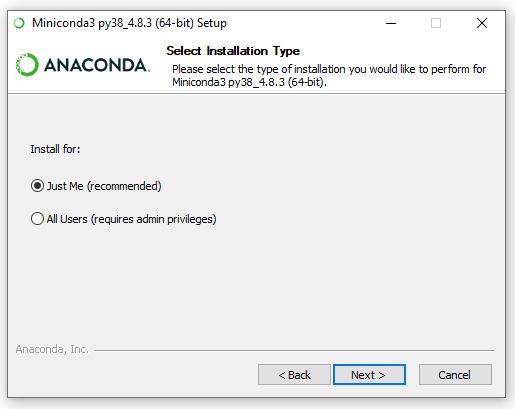 Miniconda3 py38_4.8.3 (64-bit) Setup
ANACONDA.
Select Installation Type
Please select the type of installation you would like to perform for
Miniconda3 py38_4.8.3 (64-bit).
Install for:
Just Me (recommended)
All Users (requires admin privileges)
Anaconda, Inc.
< Back
Next >
Cancel